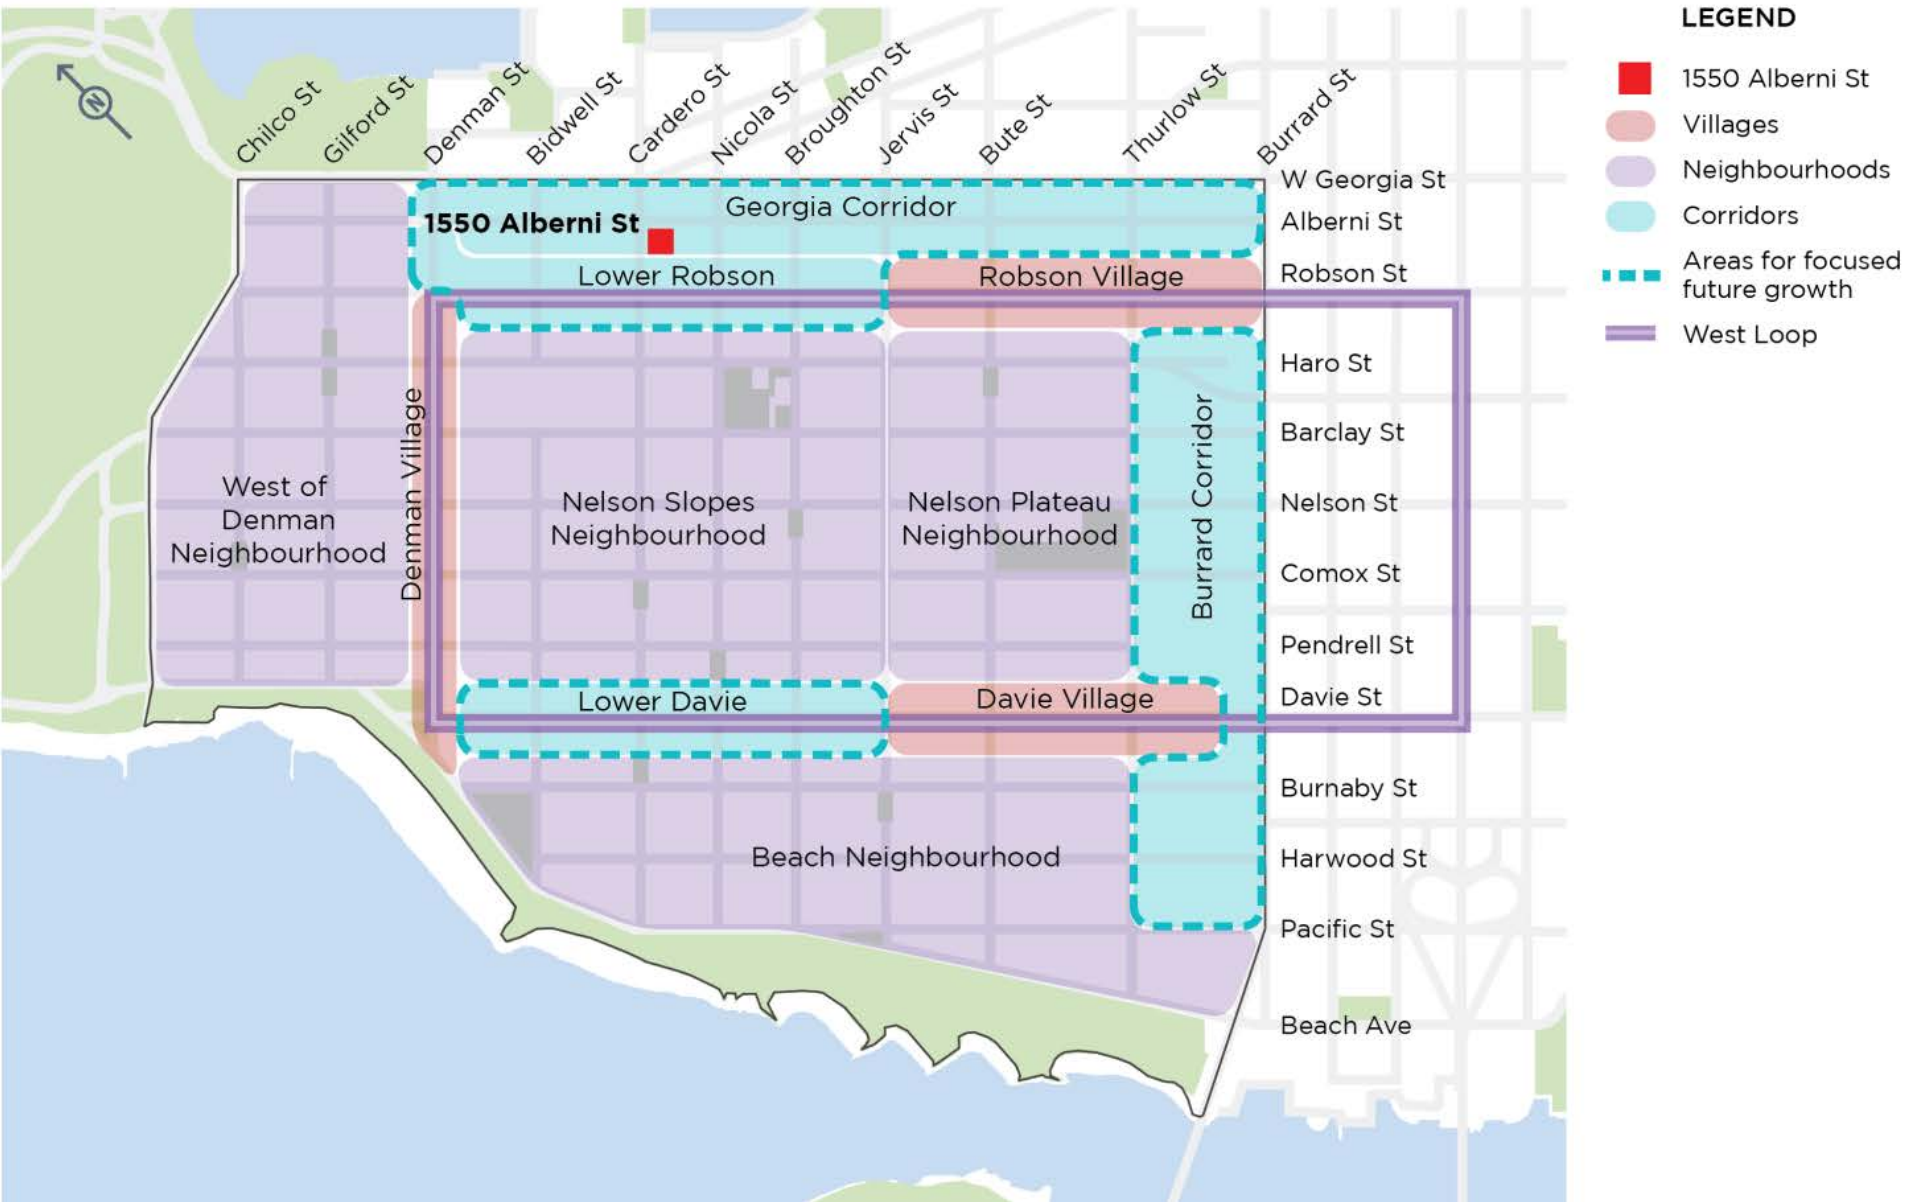 LEGEND
1550 Alberni St
Villages
Neighbourhoods
Corridors
Areas for focused
future growth
West Loop
N
Chilco St
Gilford St
Denman St
Bidwell St
Cardero St
Nicola St
Broughton St
Jervis St
Bute St
Thurlow St
Burrard St
W Georgia St
Alberni St
Robson St
Haro St
Barclay St
Nelson St
Comox St
Pendrell St
Davie St
Burnaby St
Harwood St
Pacific St
Beach Ave
Georgia Corridor
1550 Alberni St
Lower Robson
Robson Village
Denman Village
West of
Denman
Neighbourhood
Nelson Slopes
Neighbourhood
Nelson Plateau
Neighbourhood
Burrard Corridor
Lower Davie
Davie Village
Beach Neighbourhood